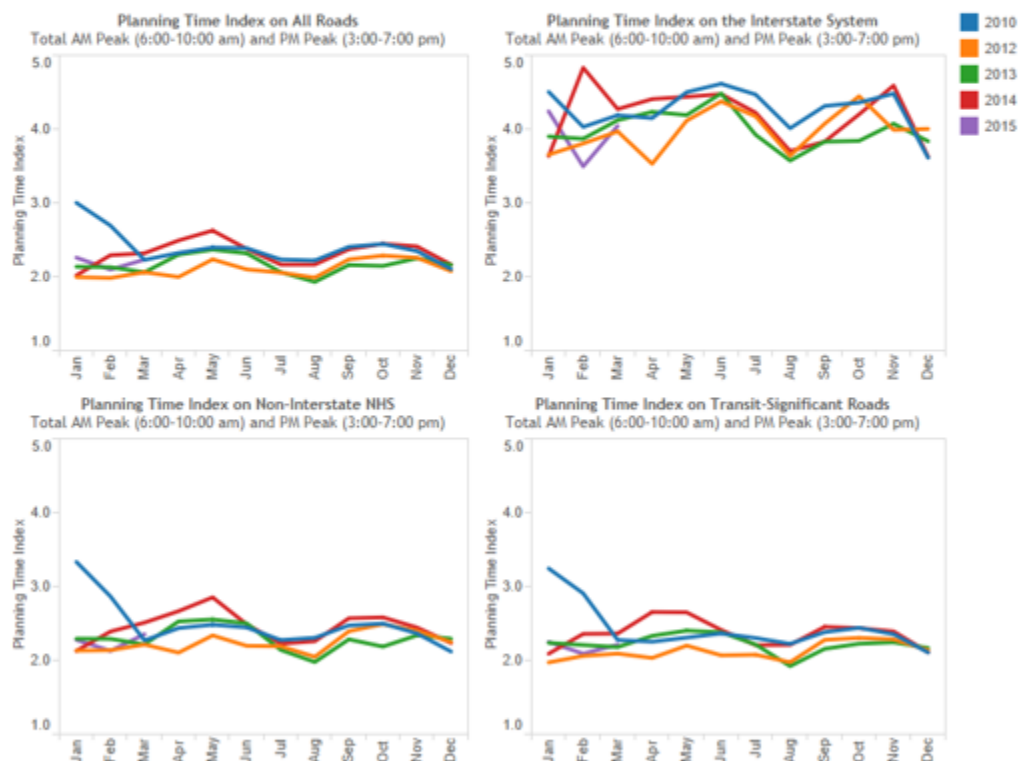 Planning Time Index on All Roads
Total AM Peak (6:00-10:00 am) and PM Peak (3:00-7:00 pm)
Planning Time Index
5.0
4.0
3.0
2.0
1.0
Jan
Feb
Mar
Apr
May
Jun
Jul
Aug
Sep
Oct
Nov
Dec
Planning Time Index on the Interstate System
Total AM Peak (6:00-10:00 am) and PM Peak (3:00-7:00 pm)
Planning Time Index
5.0
4.0
3.0
2.0
1.0
Jan
Feb
Mar
Apr
May
Jun
Jul
Aug
Sep
Oct
Nov
Dec
2010
2012
2013
2014
2015
Planning Time Index on Non-Interstate NHS
Total AM Peak (6:00-10:00 am) and PM Peak (3:00-7:00 pm)
Planning Time Index
5.0
4.0
3.0
2.0
1.0
Jan
Feb
Mar
Apr
May
Jun
Jul
Aug
Sep
Oct
Nov
Dec
Planning Time Index on Transit-Significant Roads
Total AM Peak (6:00-10:00 am) and PM Peak (3:00-7:00 pm)
Planning Time Index
5.0
4.0
3.0
2.0
1.0
Jan
Feb
Mar
Apr
May
Jun
Jul
Aug
Sep
Oct
Nov
Dec